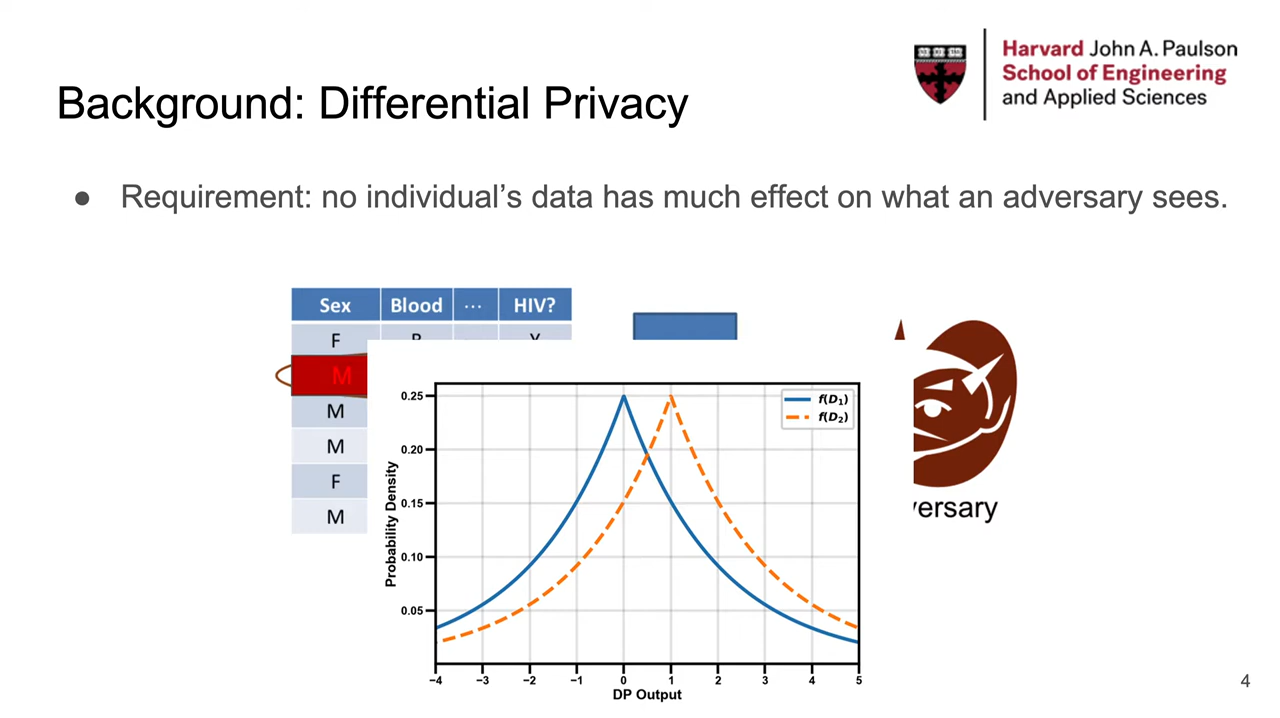 Harvard John A. Paulson
School of Engineering
and Applied Sciences
Background: Differential Privacy
● Requirement: no individual’s data has much effect on what an adversary sees.
Sex Blood ... HIV?
F
M
M
M
F
M
f(D₁)
f(D₂)
Probability Density
0.25
0.20
0.15
0.10
0.05
−4 −3 −2 −1 0 1 2 3 4 5
DP Output
versary
4